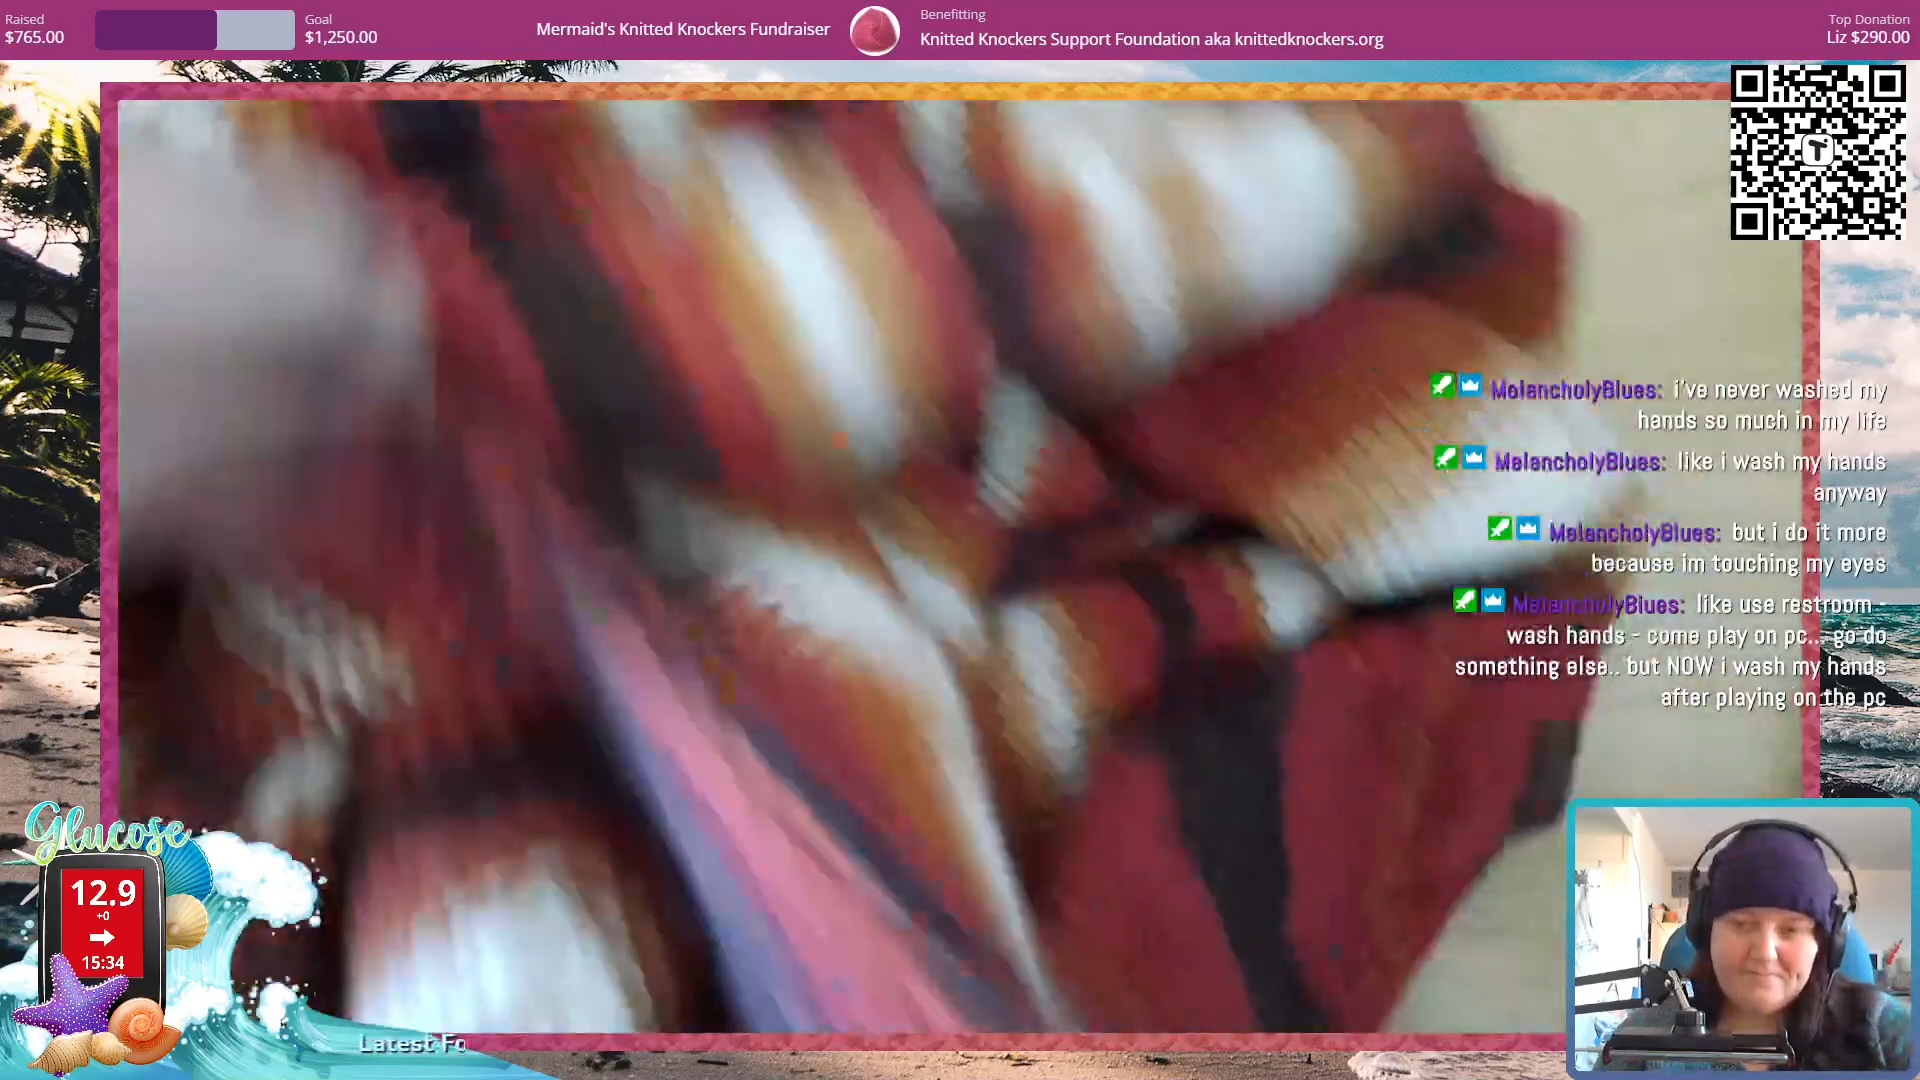 Raised
$765.00
Goal
$1,250.00
Mermaid's Knitted Knockers Fundraiser
Benefitting
Knitted Knockers Support Foundation aka knittedknockers.org
Top Donation
Liz $290.00
MelancholyBlues: i've never washed my
hands so much in my life
MelancholyBlues: like i wash my hands
anyway
MelancholyBlues: but i do it more
because im touching my eyes
MelancholyBlues: like use restroom -
wash hands - come play on pc... go do
something else.. but NOW i wash my hands
after playing on the pc
Glucose
12.9
+0
15:34
Latest Fo